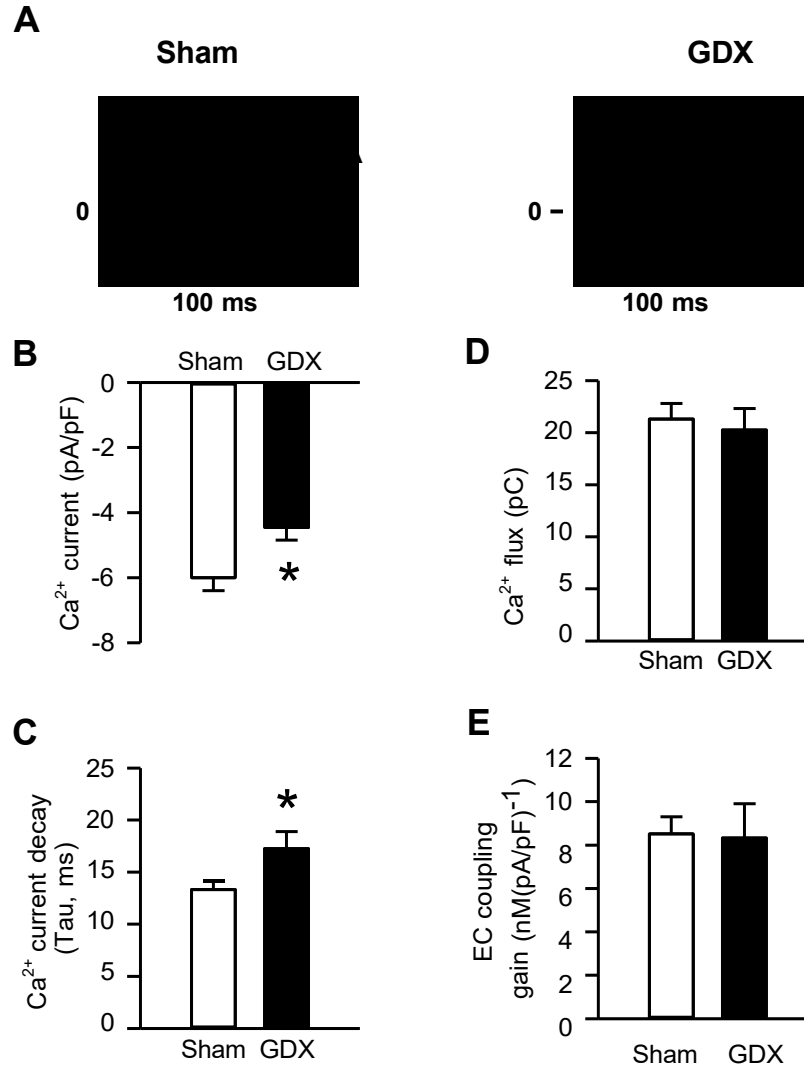 A
Sham
GDX
0
0
100 ms
100 ms
B
Sham GDX
0
-2
-4
-6
-8
Ca²⁺ current (pA/pF)
*
D
25
20
15
10
5
0
Ca²⁺ flux (pC)
Sham GDX
C
25
20
15
10
5
0
Ca²⁺ current decay
(Tau, ms)
*
Sham GDX
E
12
10
8
6
4
2
0
EC coupling
gain (nM(pA/pF)⁻¹)
Sham GDX